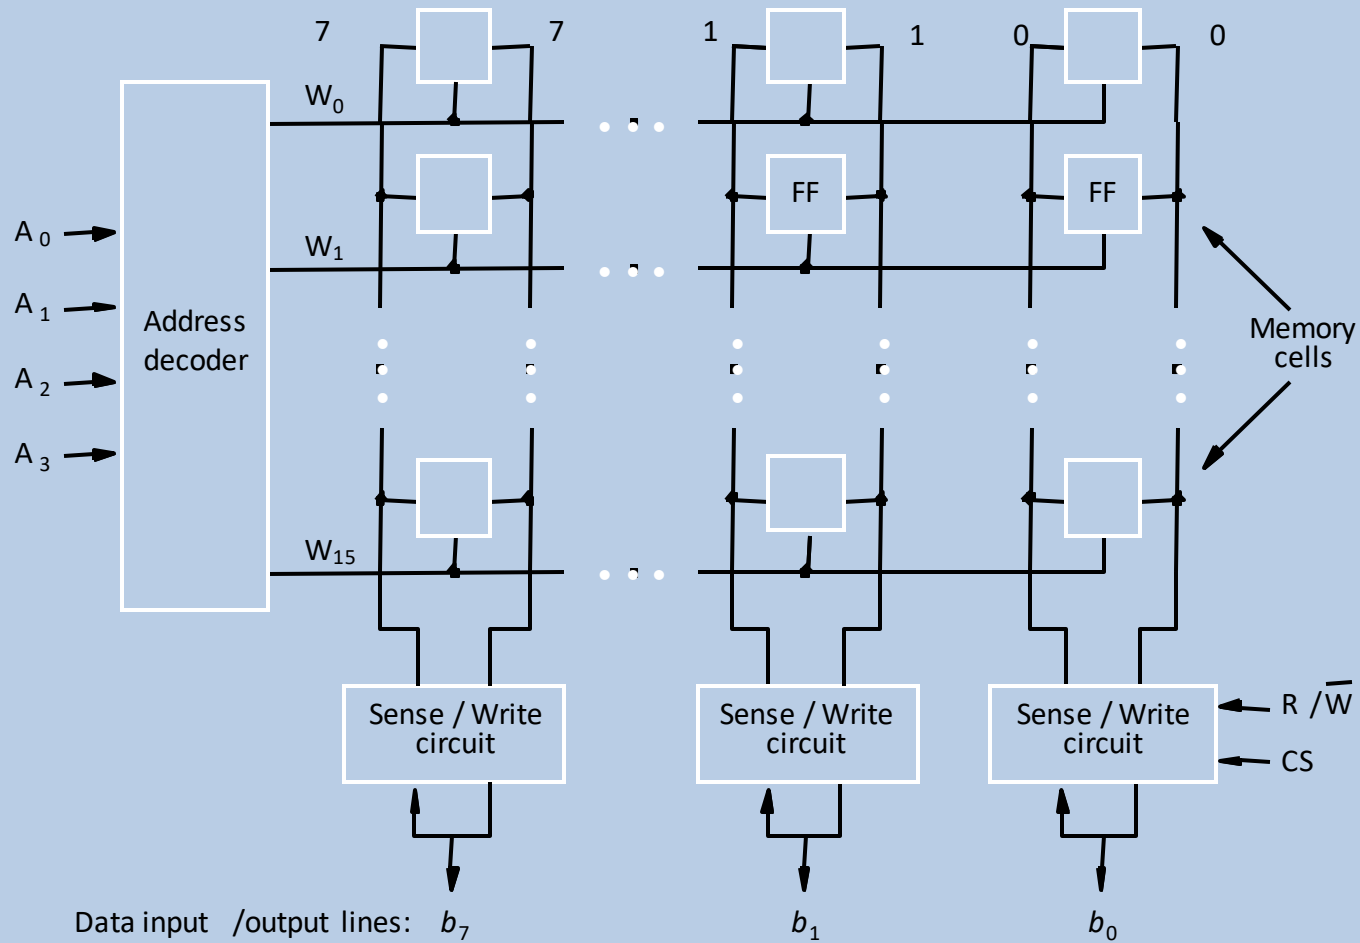 7 7 1 1 0 0
W0
FF FF
A 0
W1
A 1
Address
decoder
Memory
cells
A 2
A 3
W15
Sense / Write
circuit
Sense / Write
circuit
Sense / Write
circuit
R / W̅
CS
Data input /output lines: b7 b1 b0